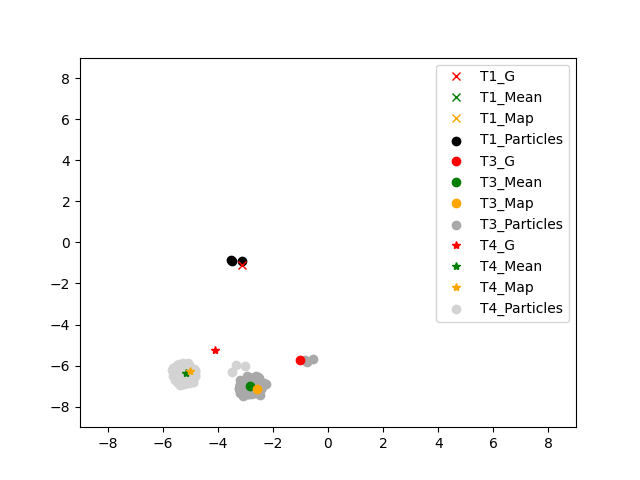 8
6
4
2
0
−2
−4
−6
−8
−8 −6 −4 −2 0 2 4 6 8
T1_G
T1_Mean
T1_Map
T1_Particles
T3_G
T3_Mean
T3_Map
T3_Particles
T4_G
T4_Mean
T4_Map
T4_Particles